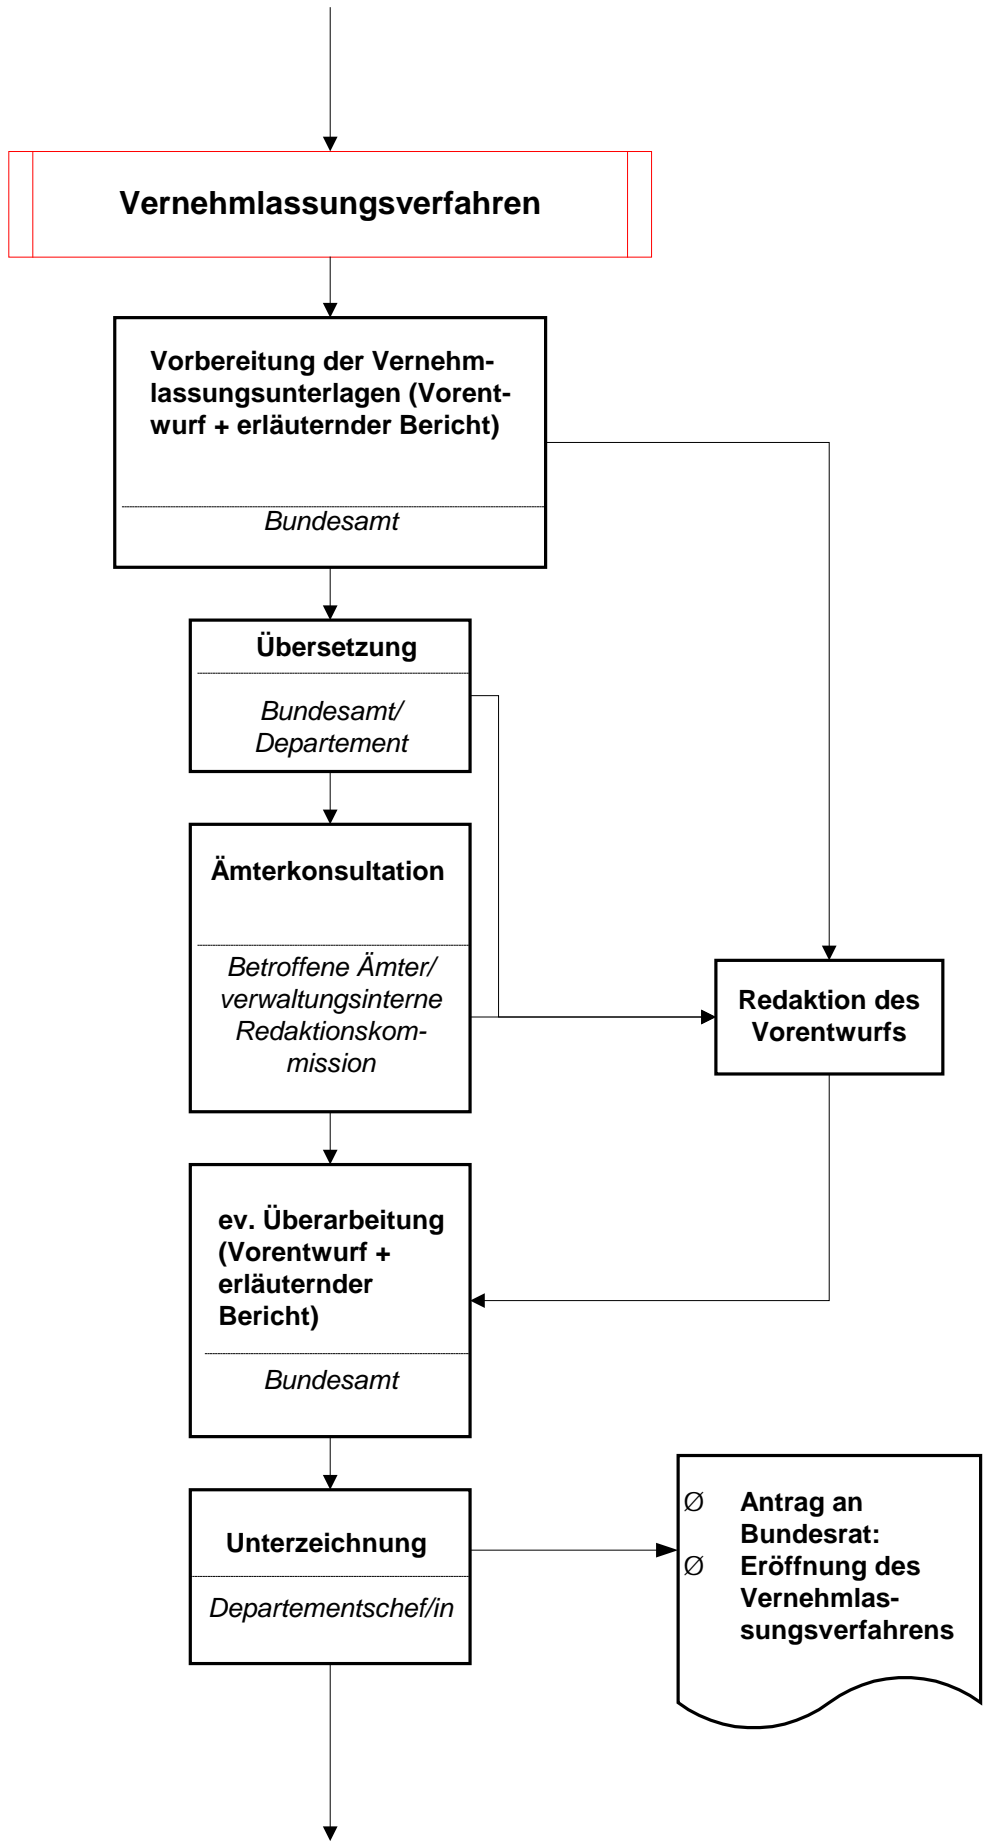 Vernehmlassungsverfahren
Vorbereitung der Vernehm-
lassungsunterlagen (Vorent-
wurf + erläuternder Bericht)
Bundesamt
Übersetzung
Bundesamt/
Departement
Ämterkonsultation
Betroffene Ämter/
verwaltungsinterne
Redaktionskom-
mission
Redaktion des
Vorentwurfs
ev. Überarbeitung
(Vorentwurf +
erläuternder
Bericht)
Bundesamt
Unterzeichnung
Departementschef/in
Ø Antrag an
Bundesrat:
Ø Eröffnung des
Vernehmlas-
sungsverfahrens